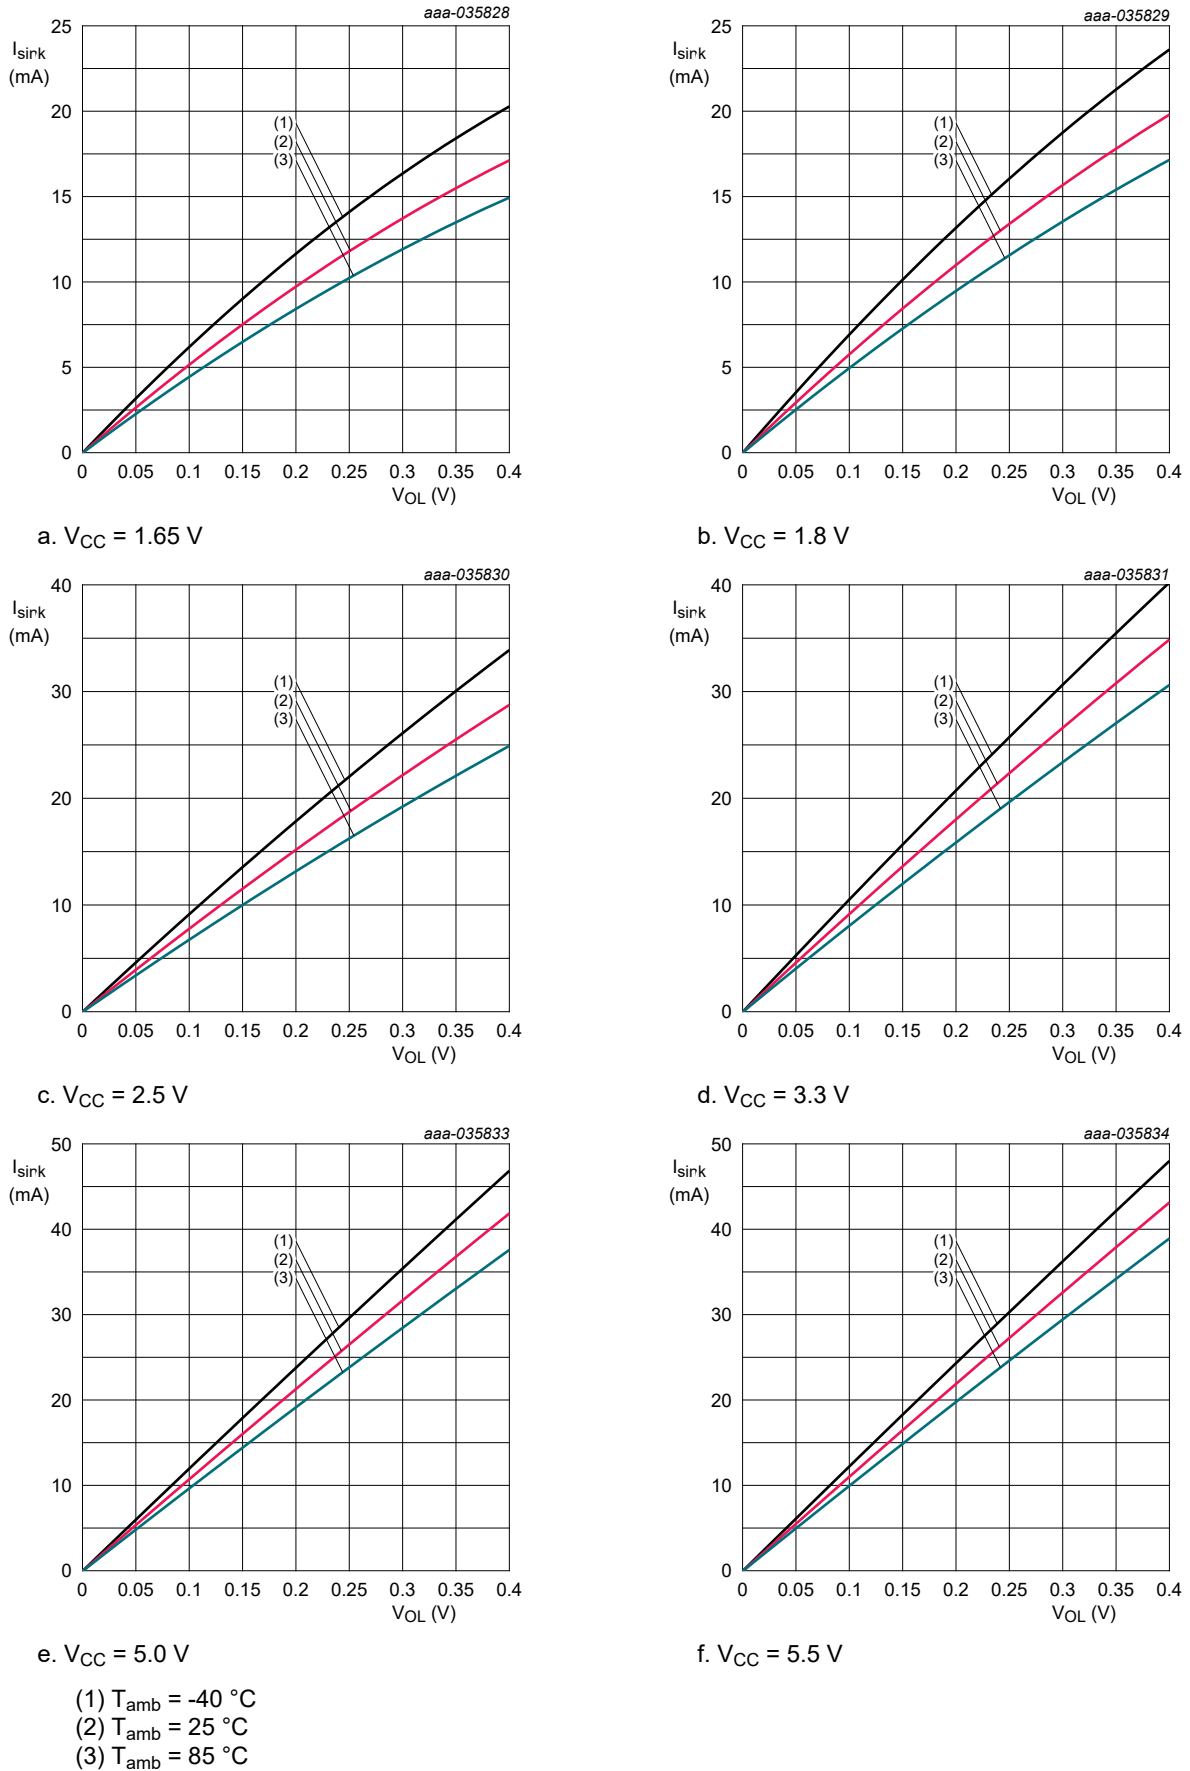 aaa-035828
25
Isink
(mA)
20
15
10
5
0
(1)
(2)
(3)
0 0.05 0.1 0.15 0.2 0.25 0.3 0.35 0.4
VOL (V)
a. VCC = 1.65 V
aaa-035829
25
Isink
(mA)
20
15
10
5
0
(1)
(2)
(3)
0 0.05 0.1 0.15 0.2 0.25 0.3 0.35 0.4
VOL (V)
b. VCC = 1.8 V
aaa-035830
40
Isink
(mA)
30
20
10
0
(1)
(2)
(3)
0 0.05 0.1 0.15 0.2 0.25 0.3 0.35 0.4
VOL (V)
c. VCC = 2.5 V
aaa-035831
40
Isink
(mA)
30
20
10
0
(1)
(2)
(3)
0 0.05 0.1 0.15 0.2 0.25 0.3 0.35 0.4
VOL (V)
d. VCC = 3.3 V
aaa-035833
50
Isink
(mA)
40
30
20
10
0
(1)
(2)
(3)
0 0.05 0.1 0.15 0.2 0.25 0.3 0.35 0.4
VOL (V)
e. VCC = 5.0 V
aaa-035834
50
Isink
(mA)
40
30
20
10
0
(1)
(2)
(3)
0 0.05 0.1 0.15 0.2 0.25 0.3 0.35 0.4
VOL (V)
f. VCC = 5.5 V
(1) Tamb = -40 °C
(2) Tamb = 25 °C
(3) Tamb = 85 °C